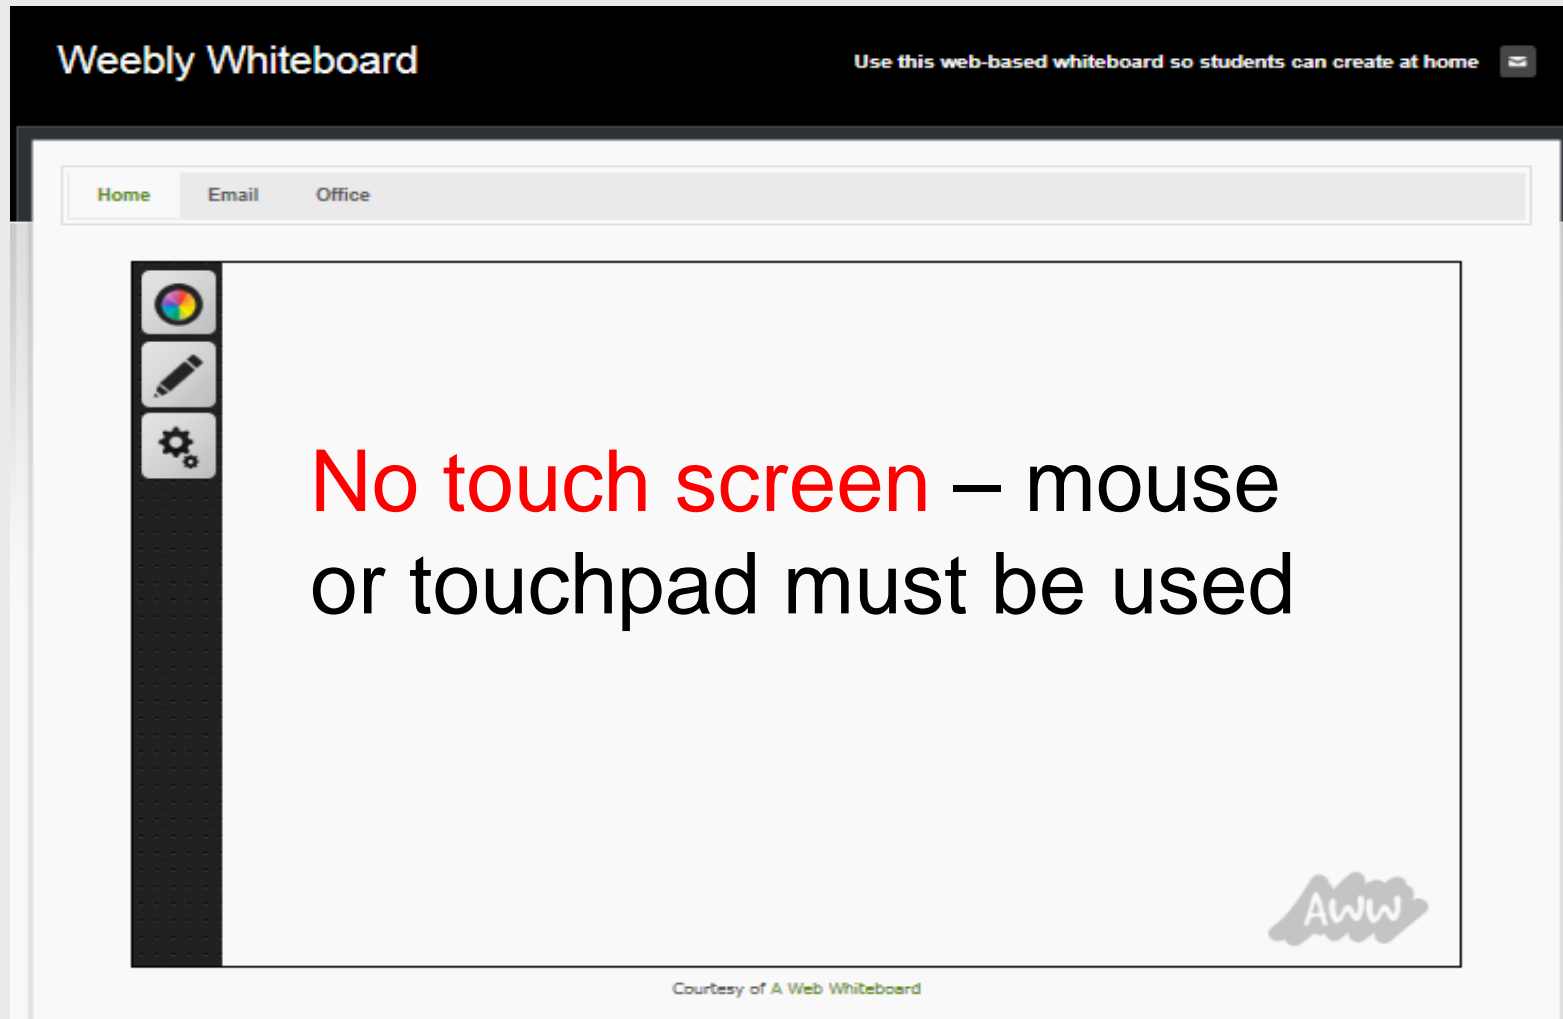 Weebly Whiteboard
Use this web-based whiteboard so students can create at home
Home Email Office
No touch screen – mouse
or touchpad must be used
AWW
Courtesy of A Web Whiteboard